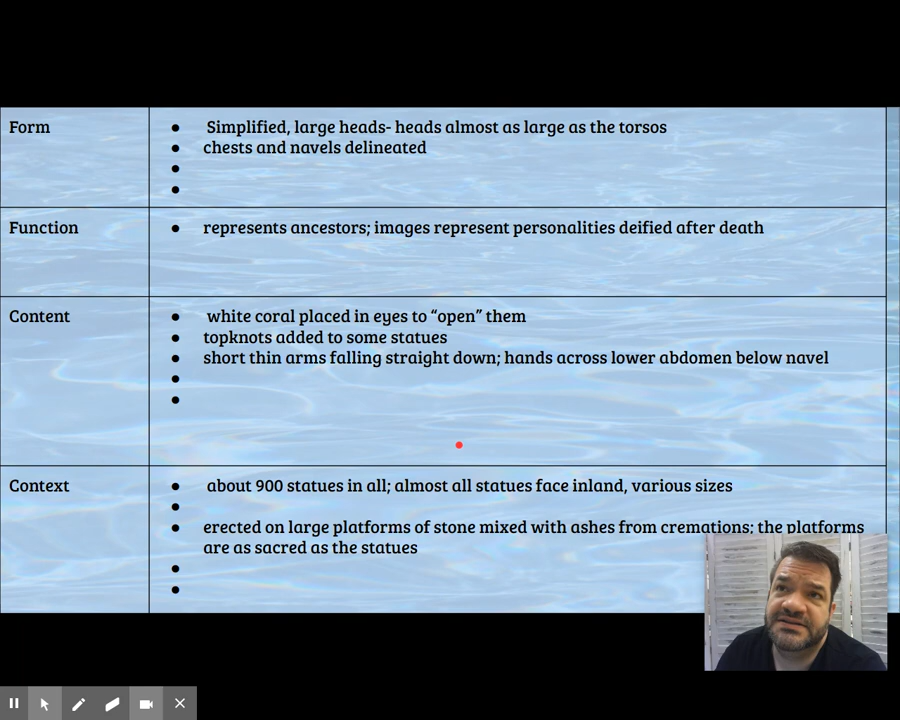 Form
● Simplified, large heads- heads almost as large as the torsos
● chests and navels delineated
●
●
Function
● represents ancestors; images represent personalities deified after death
Content
● white coral placed in eyes to “open” them
● topknots added to some statues
● short thin arms falling straight down; hands across lower abdomen below navel
●
●
Context
● about 900 statues in all; almost all statues face inland, various sizes
●
● erected on large platforms of stone mixed with ashes from cremations; the platforms
are as sacred as the statues
●
●